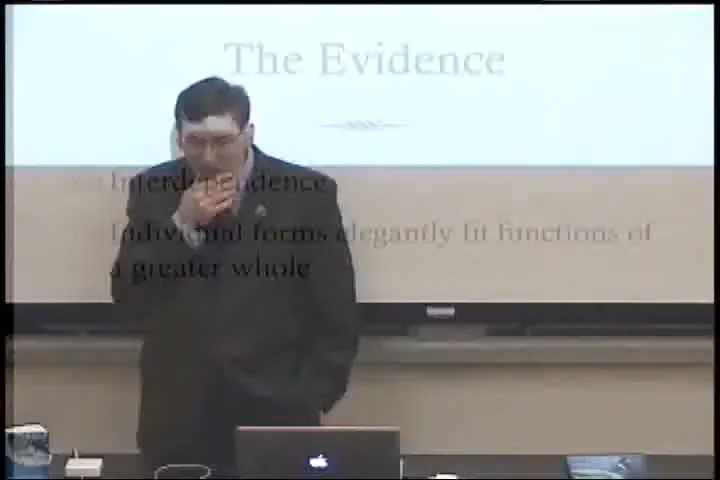 The Evidence
Interdependence
Individual forms elegantly fit functions of
a greater whole